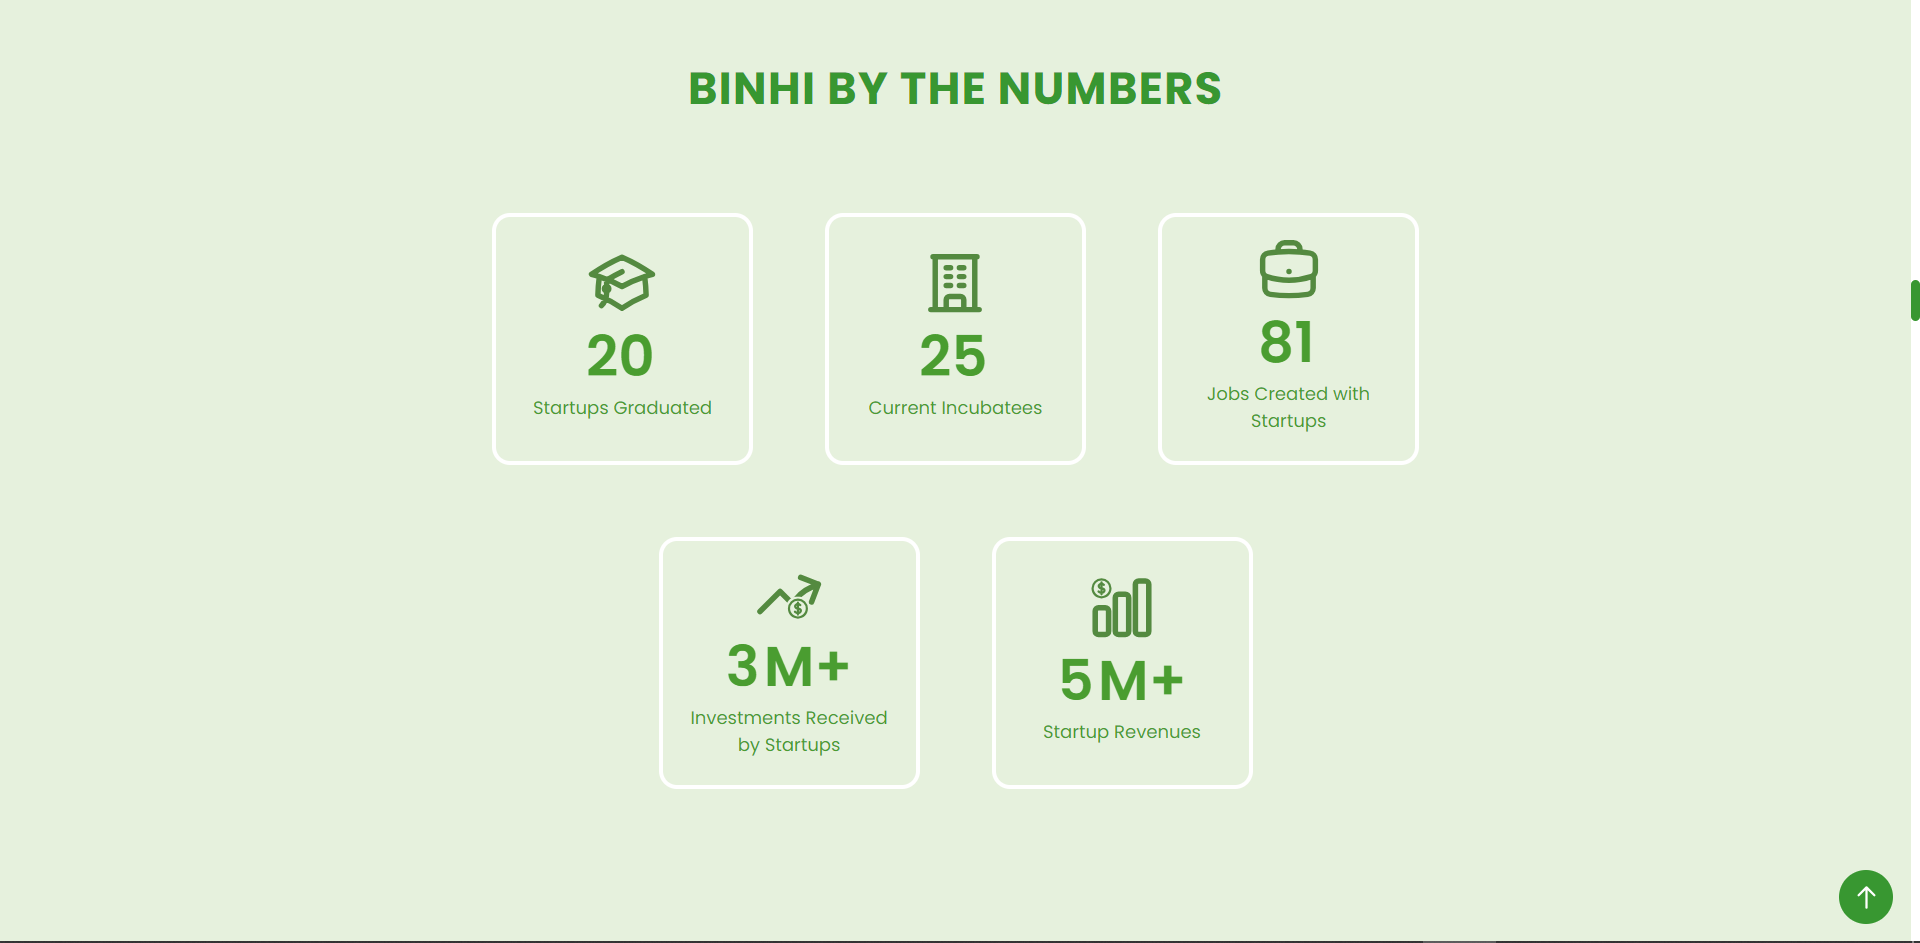 BINHI BY THE NUMBERS
20
Startups Graduated
25
Current Incubatees
81
Jobs Created with
Startups
$
3M+
Investments Received
by Startups
$
5M+
Startup Revenues